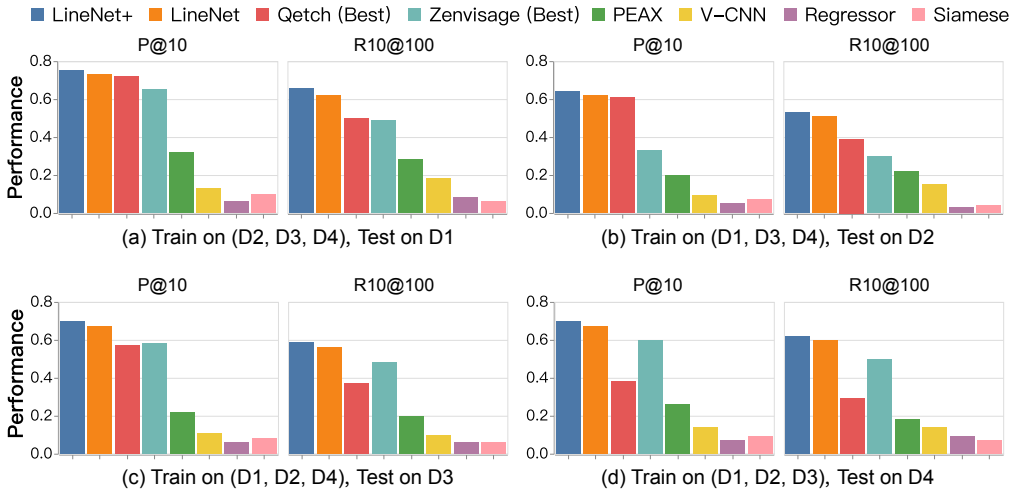 LineNet+ LineNet Qetch (Best) Zenvisage (Best) PEAX V-CNN Regressor Siamese
P@10 R10@100 P@10 R10@100
Performance
0.8
0.6
0.4
0.2
0.0
0.8
0.6
0.4
0.2
0.0
(a) Train on (D2, D3, D4), Test on D1
(b) Train on (D1, D3, D4), Test on D2
P@10 R10@100 P@10 R10@100
Performance
0.8
0.6
0.4
0.2
0.0
0.8
0.6
0.4
0.2
0.0
(c) Train on (D1, D2, D4), Test on D3
(d) Train on (D1, D2, D3), Test on D4